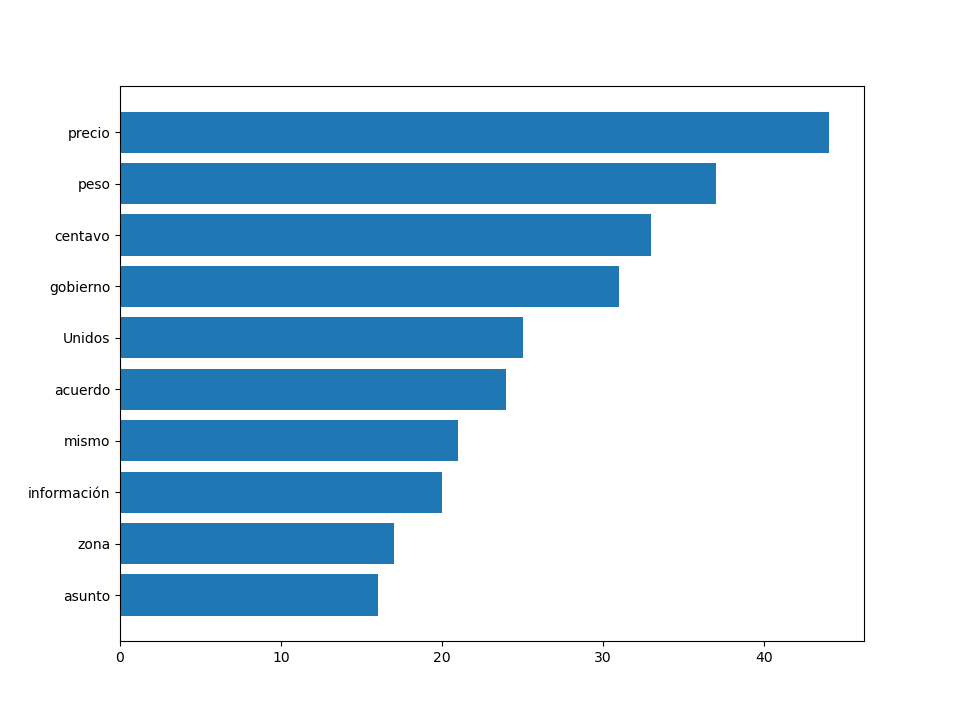 precio
peso
centavo
gobierno
Unidos
acuerdo
mismo
información
zona
asunto
0 10 20 30 40